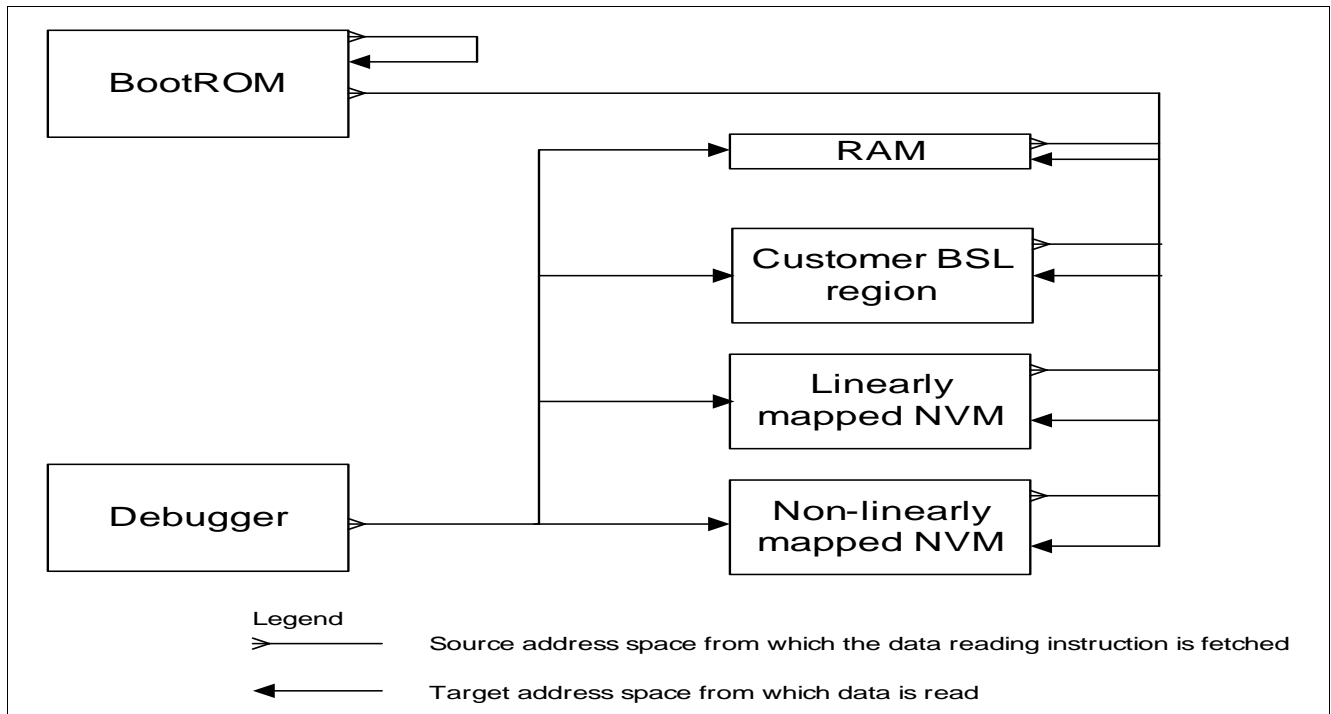 BootROM
RAM
Customer BSL
region
Linearly
mapped NVM
Debugger
Non-linearly
mapped NVM
Legend
Source address space from which the data reading instruction is fetched
Target address space from which data is read